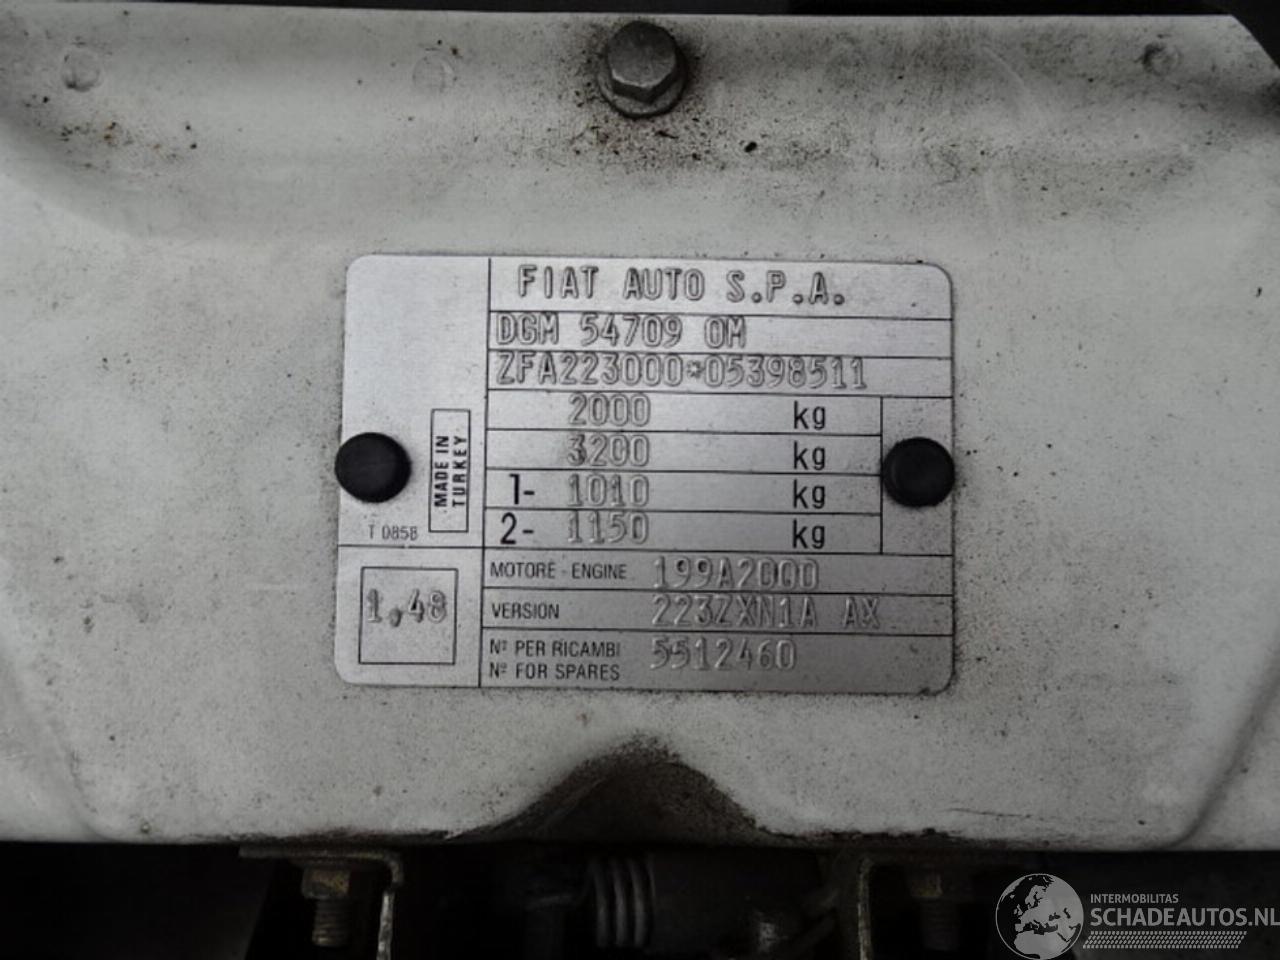 FIAT AUTO S.P.A.
DGM 54709 OM
ZFA223000*05398511
2000 kg
3200 kg
1- 1010 kg
2- 1150 kg
MADE IN
TURKEY
T 0858
MOTORE - ENGINE 199A2000
1,48
VERSION 223ZXN1A AX
Nº PER RICAMBI 5512460
Nº FOR SPARES
INTERMOBILITAS
SCHADEAUTOS.NL